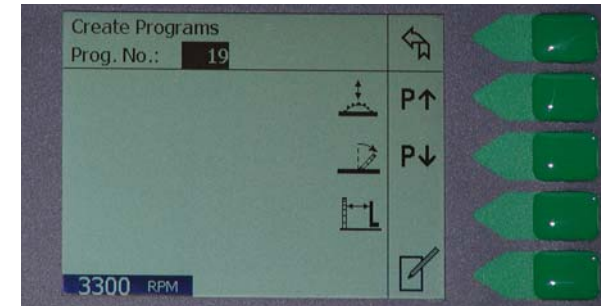 Create Programs
Prog. No.: 19
P↑
P↓
3300 RPM